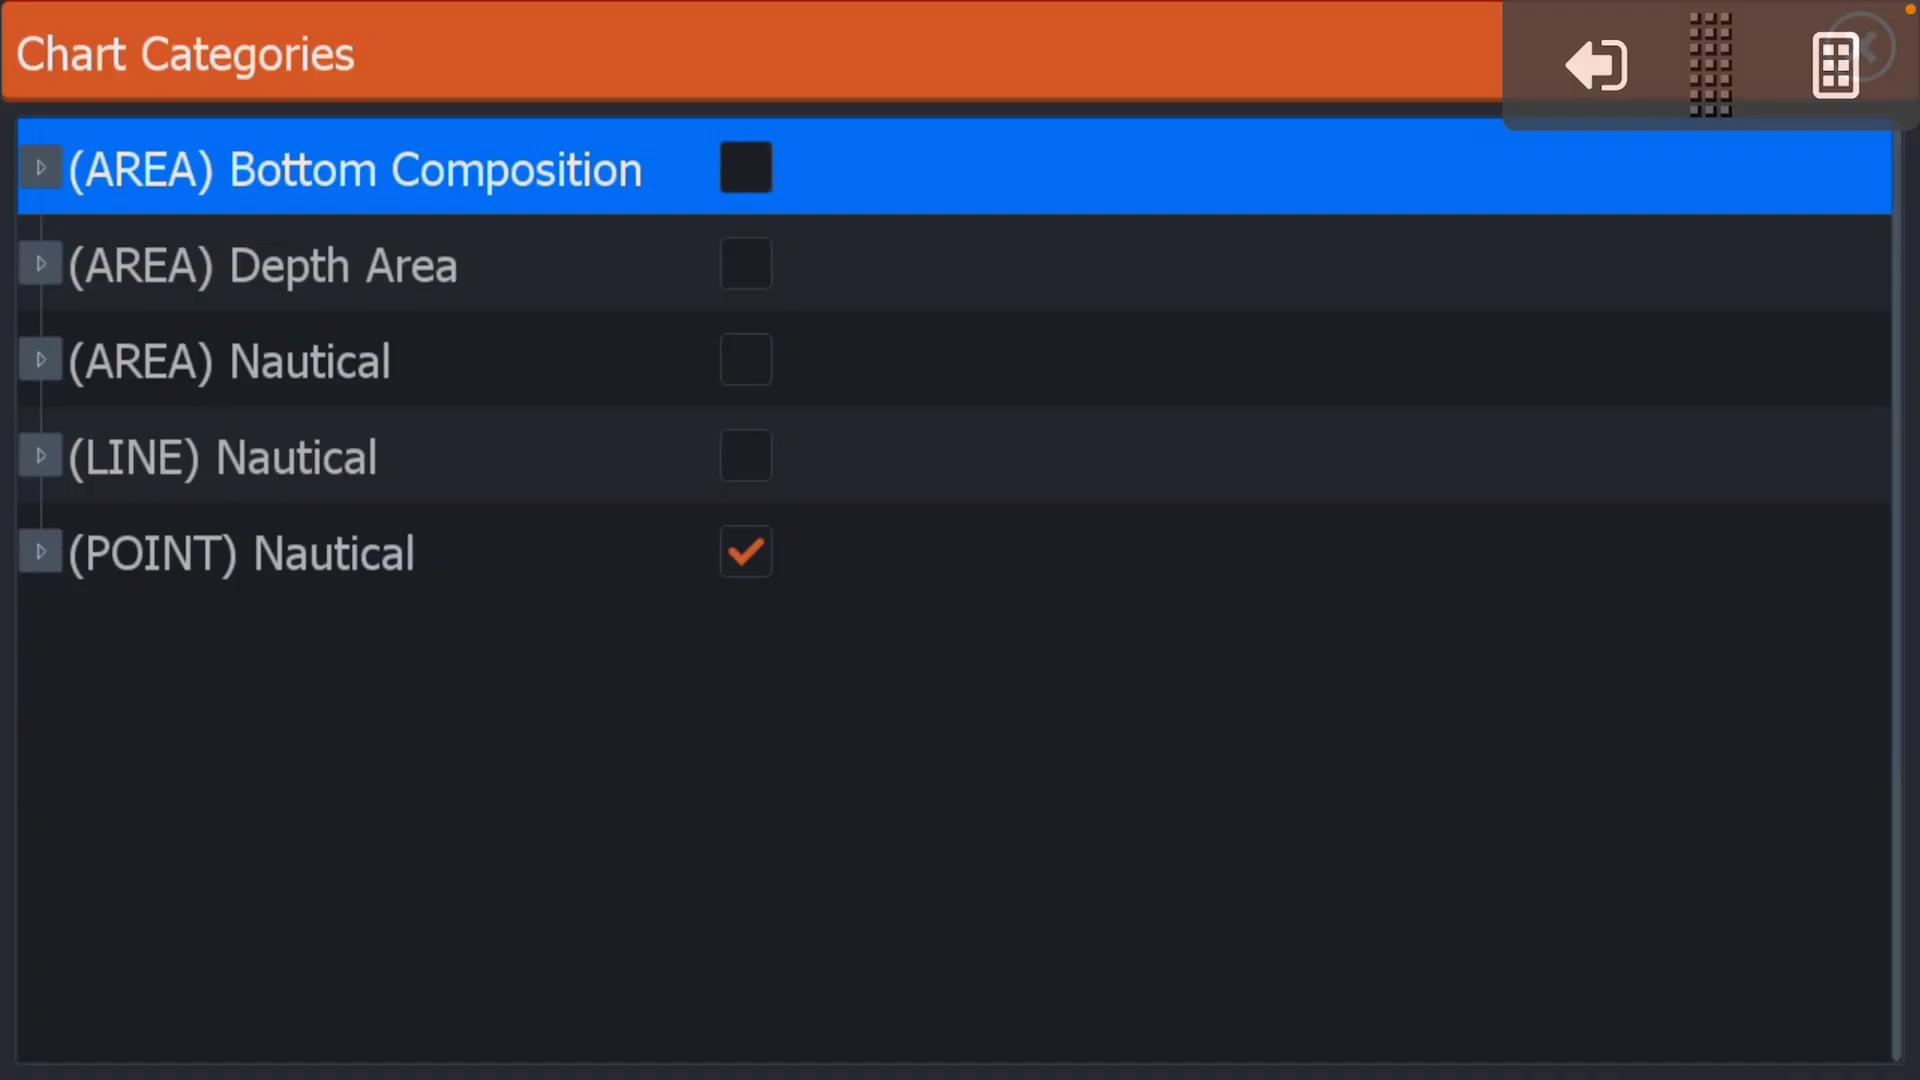 Chart Categories
(AREA) Bottom Composition
(AREA) Depth Area
(AREA) Nautical
(LINE) Nautical
(POINT) Nautical